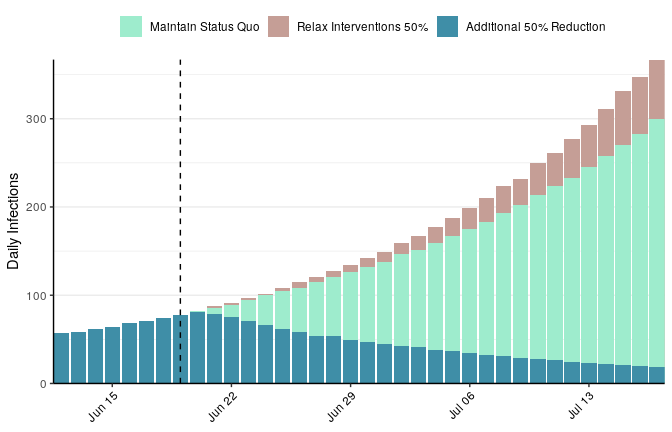 Maintain Status Quo Relax Interventions 50% Additional 50% Reduction
Daily Infections
300
200
100
0
Jun 15 Jun 22 Jun 29 Jul 06 Jul 13